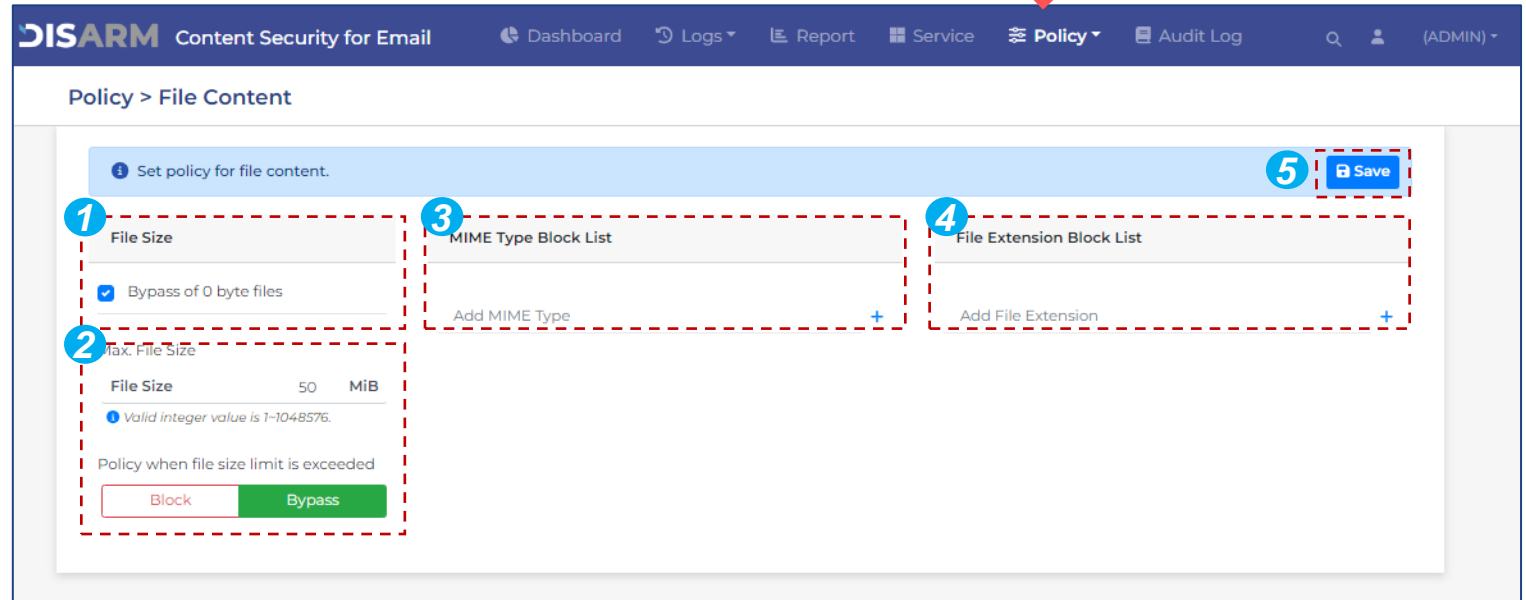 DISARM Content Security for Email Dashboard Logs Report Service Policy Audit Log (ADMIN)
Policy > File Content
Set policy for file content.
5 Save
1 3 4
File Size MIME Type Block List File Extension Block List
Bypass of 0 byte files
Add MIME Type + Add File Extension +
2
Max. File Size
File Size 50 MiB
Valid integer value is 1~1048576.
Policy when file size limit is exceeded
Block Bypass